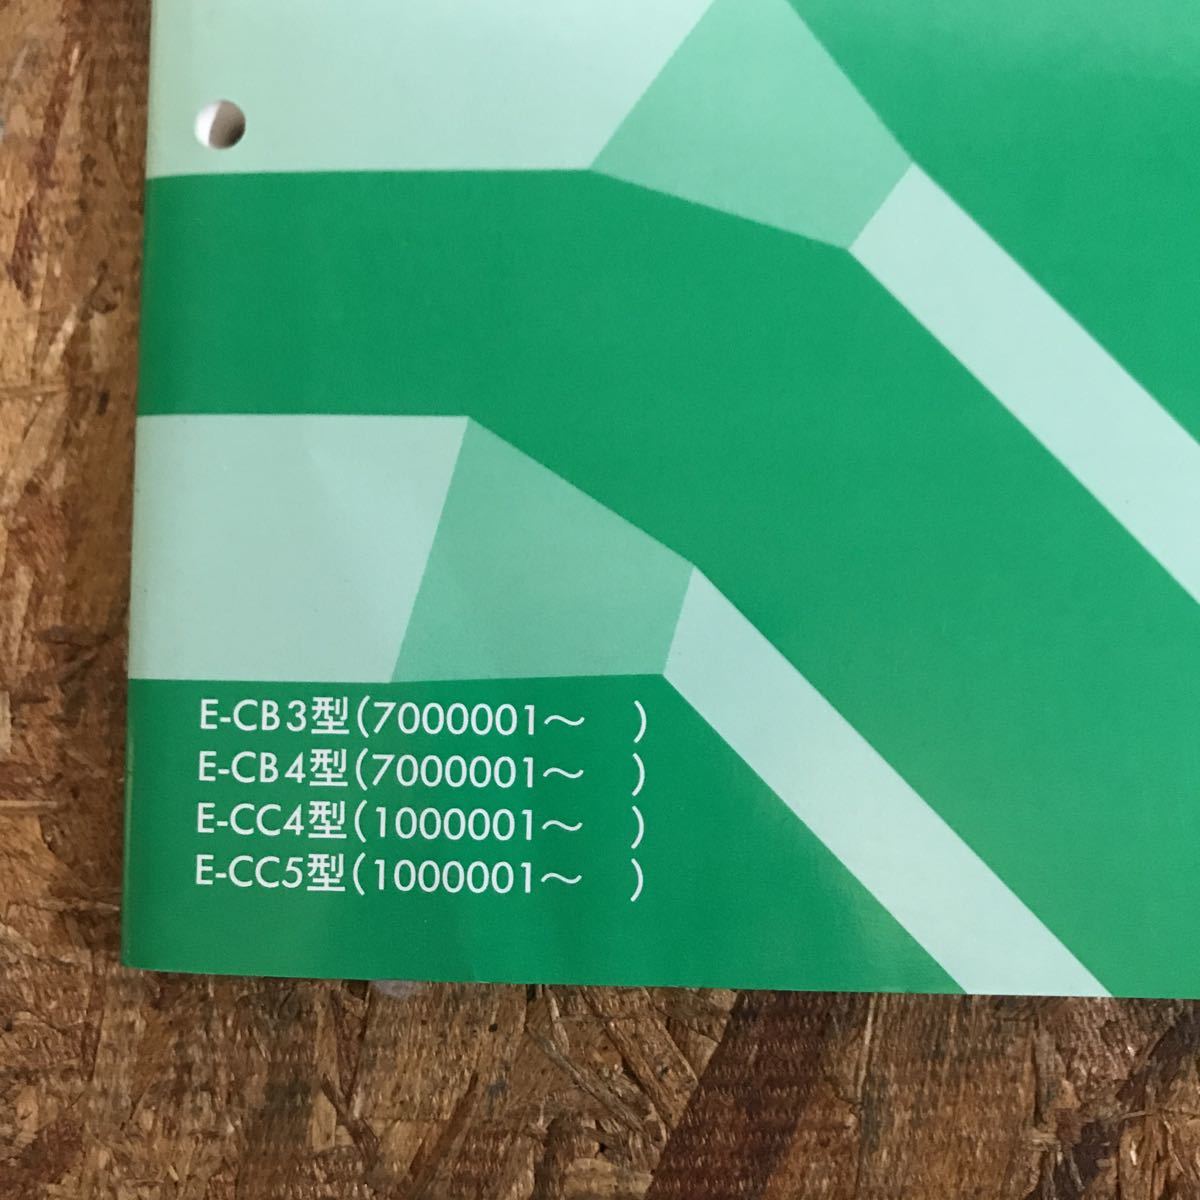 E-CB3型(7000001〜　)
E-CB4型(7000001〜　)
E-CC4型(1000001〜　)
E-CC5型(1000001〜　)